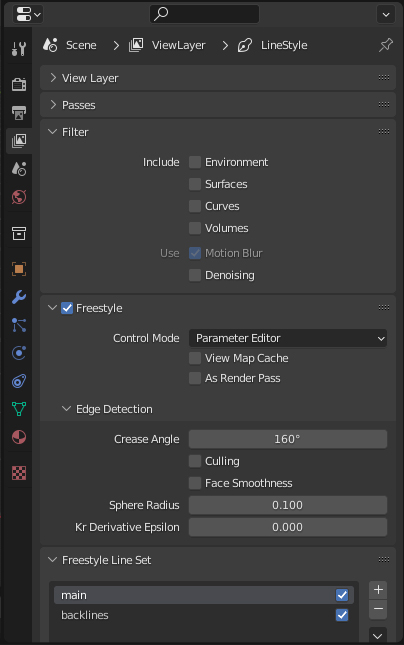 Scene > ViewLayer > LineStyle
View Layer
Passes
Filter
Include Environment
Surfaces
Curves
Volumes
Use Motion Blur
Denoising
Freestyle
Control Mode Parameter Editor
View Map Cache
As Render Pass
Edge Detection
Crease Angle 160°
Culling
Face Smoothness
Sphere Radius 0.100
Kr Derivative Epsilon 0.000
Freestyle Line Set
main
backlines